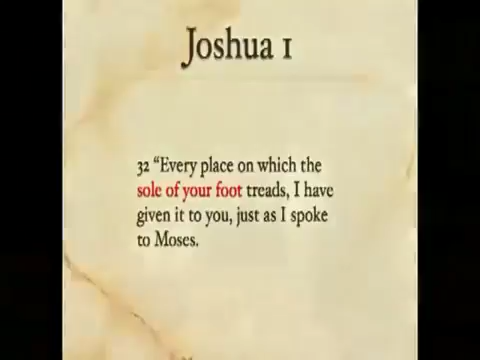 Joshua 1
32 “Every place on which the
sole of your foot treads, I have
given it to you, just as I spoke
to Moses.